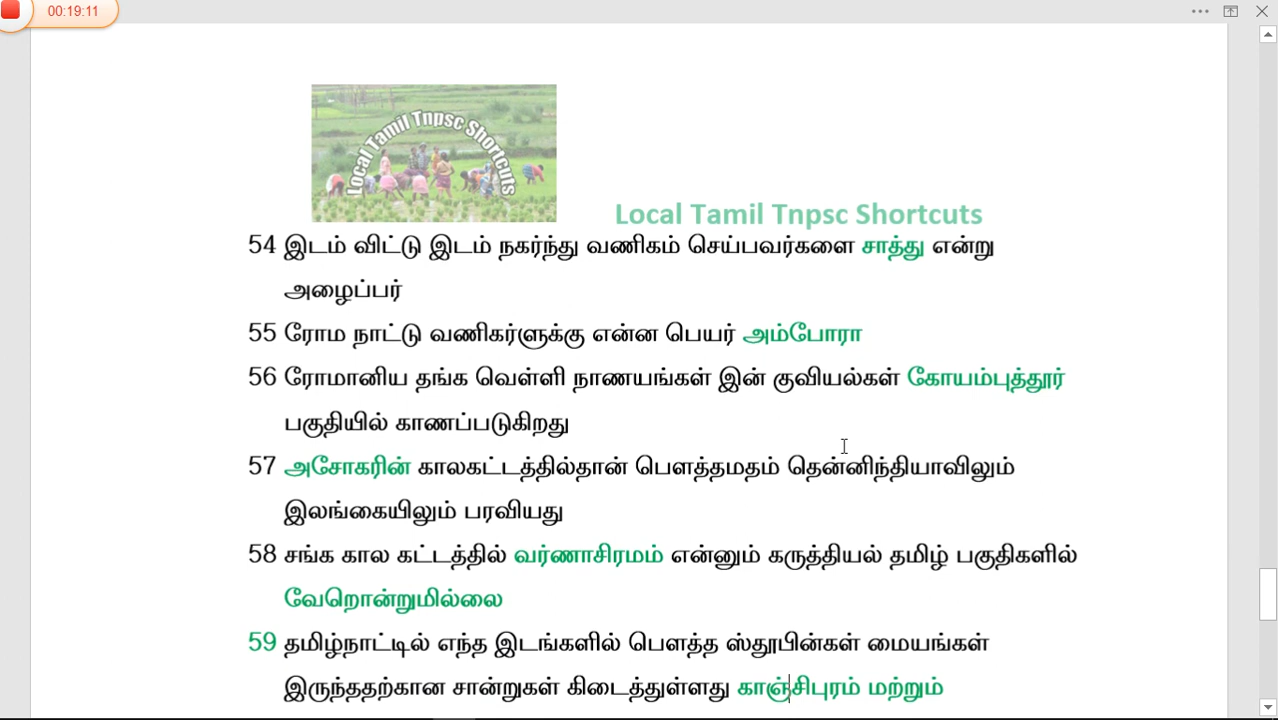 00:19:11
Local Tamil Tnpsc Shortcuts
Local Tamil Tnpsc Shortcuts
54 இடம் விட்டு இடம் நகர்ந்து வணிகம் செய்பவர்களை சாத்து என்று
அழைப்பர்
55 ரோம நாட்டு வணிகர்ளுக்கு என்ன பெயர் அம்போரா
56 ரோமானிய தங்க வெள்ளி நாணயங்கள் இன் குவியல்கள் கோயம்புத்தூர்
பகுதியில் காணப்படுகிறது
57 அசோகரின் காலகட்டத்தில்தான் பௌத்தமதம் தென்னிந்தியாவிலும்
இலங்கையிலும் பரவியது
58 சங்க கால கட்டத்தில் வர்ணாசிரமம் என்னும் கருத்தியல் தமிழ் பகுதிகளில்
வேறொன்றுமில்லை
59 தமிழ்நாட்டில் எந்த இடங்களில் பௌத்த ஸ்தூபின்கள் மையங்கள்
இருந்ததற்கான சான்றுகள் கிடைத்துள்ளது காஞ்சிபுரம் மற்றும்